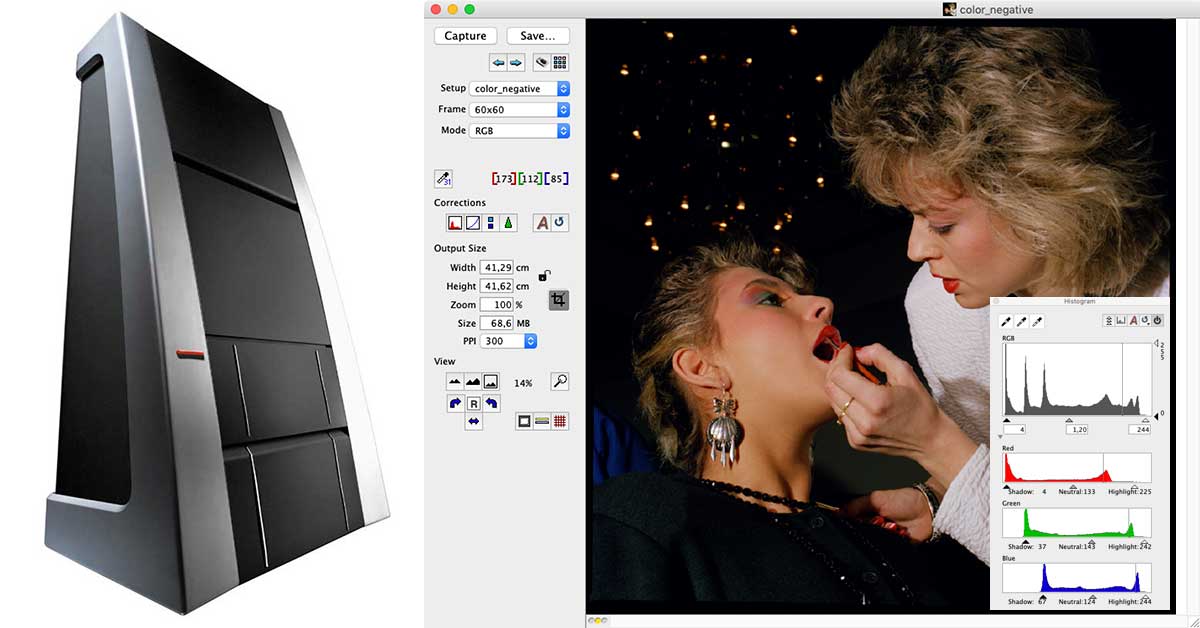 color_negative
Capture Save...
Setup color_negative
Frame 60x60
Mode RGB
31 [173] [112] [85]
Corrections
A
Output Size
Width 41,29 cm
Height 41,62 cm
Zoom 100 %
Size 68,6 MB
PPI 300
View
14%
R
Histogram
A
RGB
255
0
4 1,20 244
Red
Shadow: 4 Neutral:133 Highlight:225
Green
Shadow: 37 Neutral:143 Highlight:242
Blue
Shadow: 67 Neutral:124 Highlight:244